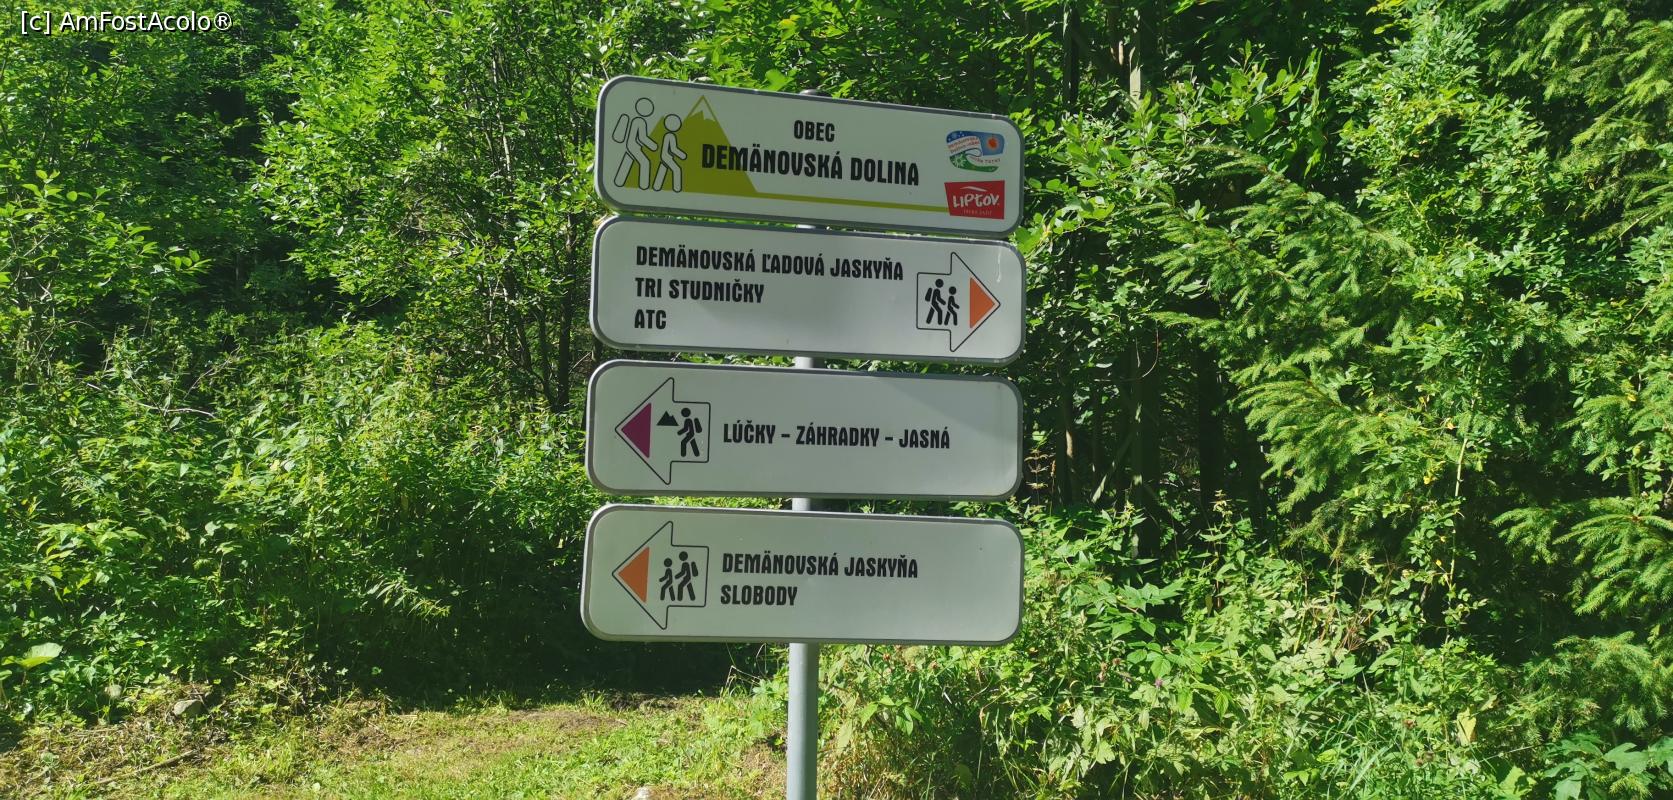 [c] AmFostAcolo®
OBEC
DEMÄNOVSKÁ DOLINA
LIPTOV
DEMÄNOVSKÁ ĽADOVÁ JASKYŇA
TRI STUDNIČKY
ATC
LÚČKY - ZÁHRADKY - JASNÁ
DEMÄNOVSKÁ JASKYŇA
SLOBODY